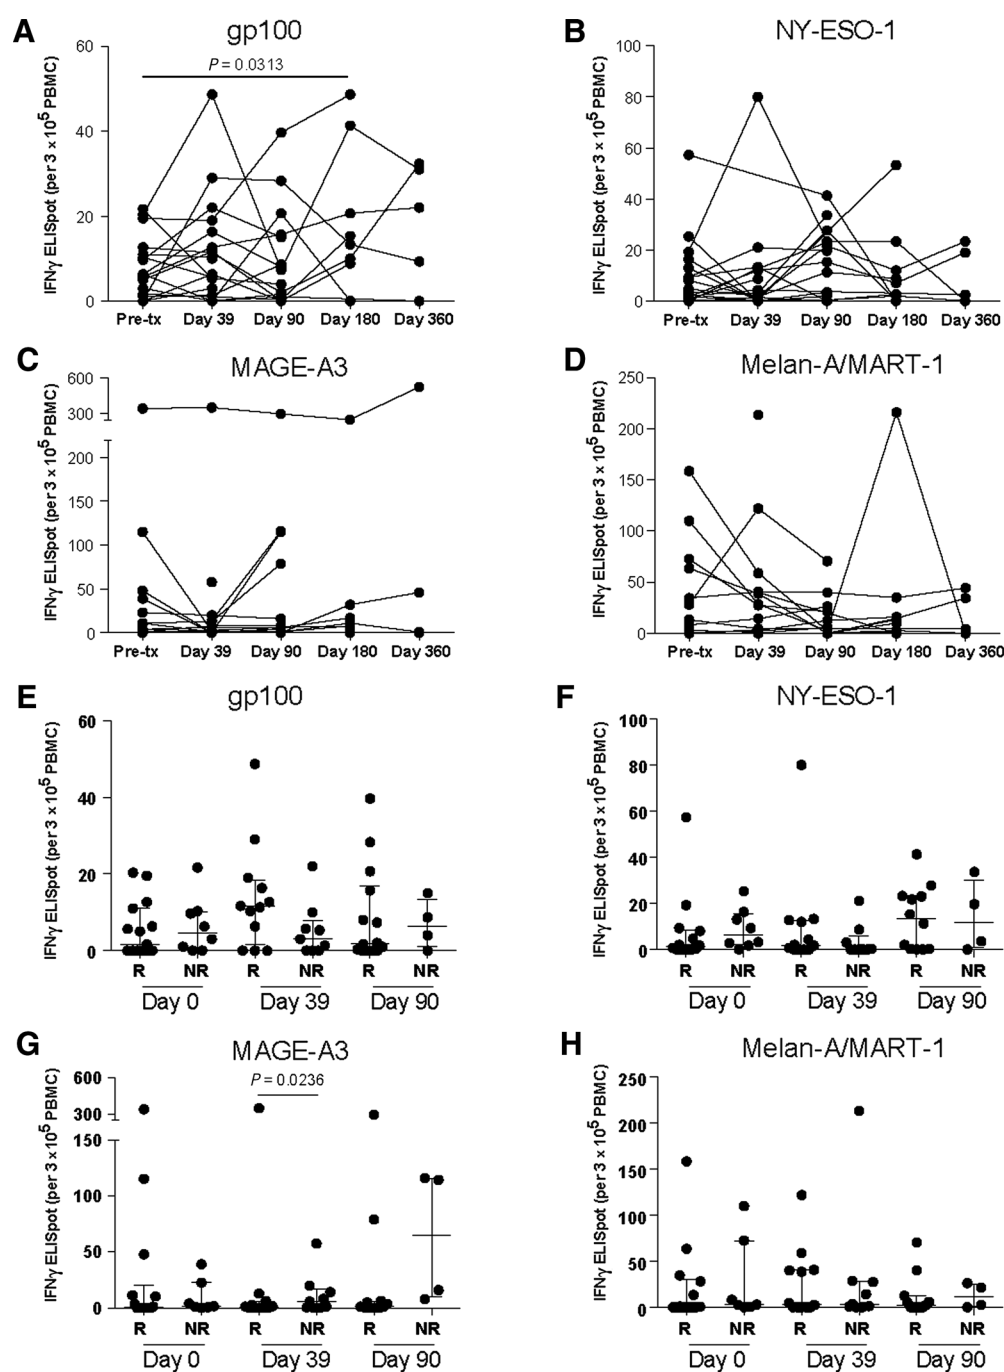 A
gp100
IFNγ ELISpot (per 3 × 10⁵ PBMC)
P = 0.0313
60
40
20
0
Pre-tx Day 39 Day 90 Day 180 Day 360
B
NY-ESO-1
IFNγ ELISpot (per 3 × 10⁵ PBMC)
100
80
60
40
20
0
Pre-tx Day 39 Day 90 Day 180 Day 360
C
MAGE-A3
IFNγ ELISpot (per 3 × 10⁵ PBMC)
600
300
200
150
100
50
0
Pre-tx Day 39 Day 90 Day 180 Day 360
D
Melan-A/MART-1
IFNγ ELISpot (per 3 × 10⁵ PBMC)
250
200
150
100
50
0
Pre-tx Day 39 Day 90 Day 180 Day 360
E
gp100
IFNγ ELISpot (per 3 × 10⁵ PBMC)
60
40
20
0
R NR R NR R NR
Day 0 Day 39 Day 90
F
NY-ESO-1
IFNγ ELISpot (per 3 × 10⁵ PBMC)
100
80
60
40
20
0
R NR R NR R NR
Day 0 Day 39 Day 90
G
MAGE-A3
IFNγ ELISpot (per 3 × 10⁵ PBMC)
P = 0.0236
600
300
150
100
50
0
R NR R NR R NR
Day 0 Day 39 Day 90
H
Melan-A/MART-1
IFNγ ELISpot (per 3 × 10⁵ PBMC)
250
200
150
100
50
0
R NR R NR R NR
Day 0 Day 39 Day 90